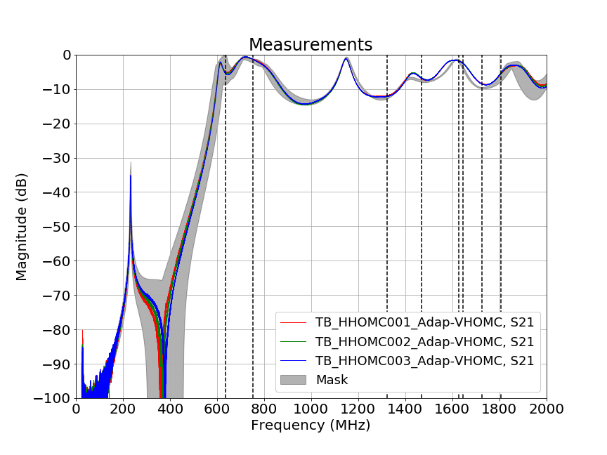 Measurements
Magnitude (dB)
0
−10
−20
−30
−40
−50
−60
−70
−80
−90
−100
TB_HHOMC001_Adap-VHOMC, S21
TB_HHOMC002_Adap-VHOMC, S21
TB_HHOMC003_Adap-VHOMC, S21
Mask
0 200 400 600 800 1000 1200 1400 1600 1800 2000
Frequency (MHz)